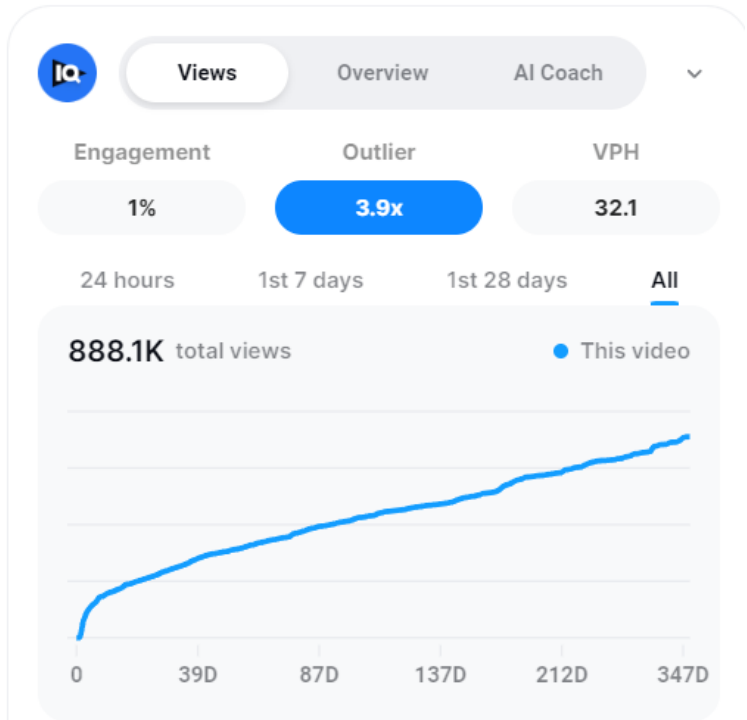 IQ
Views Overview AI Coach
Engagement Outlier VPH
1% 3.9x 32.1
24 hours 1st 7 days 1st 28 days All
888.1K total views This video
0 39D 87D 137D 212D 347D